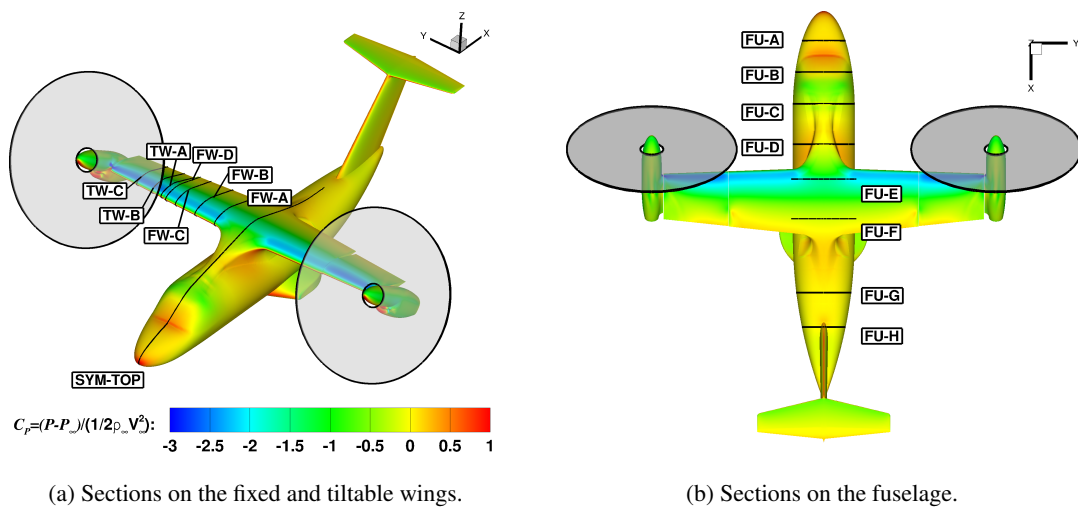 Z
Y
X
TW-A
FW-D
TW-C
FW-B
FW-A
TW-B
FW-C
SYM-TOP
C_P=(P-P_∞)/(1/2ρ_∞V_∞^2):
-3 -2.5 -2 -1.5 -1 -0.5 0 0.5 1
(a) Sections on the fixed and tiltable wings.
FU-A
FU-B
FU-C
FU-D
FU-E
FU-F
FU-G
FU-H
Z
Y
X
(b) Sections on the fuselage.